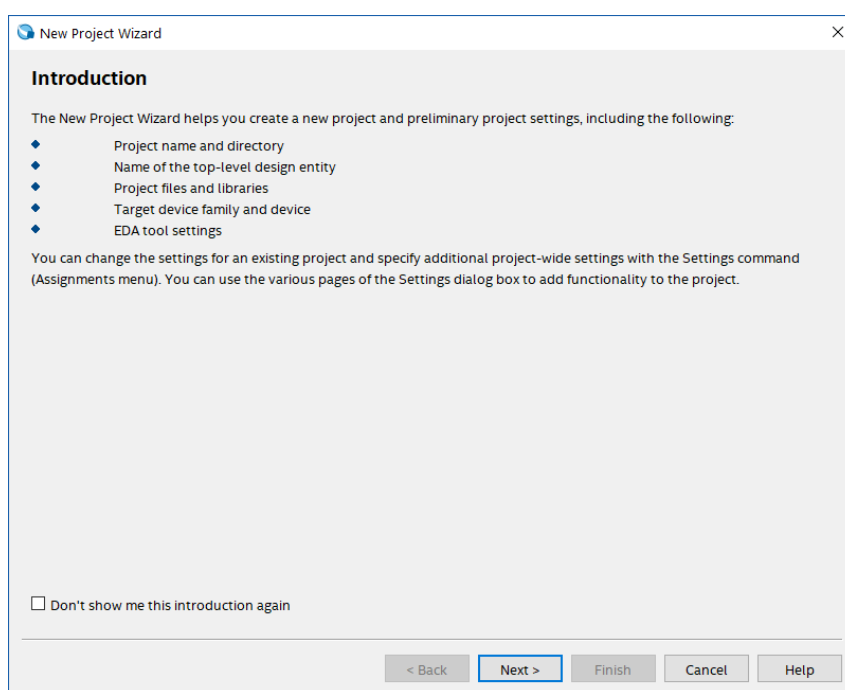 New Project Wizard
Introduction
The New Project Wizard helps you create a new project and preliminary project settings, including the following:
Project name and directory
Name of the top-level design entity
Project files and libraries
Target device family and device
EDA tool settings
You can change the settings for an existing project and specify additional project-wide settings with the Settings command
(Assignments menu). You can use the various pages of the Settings dialog box to add functionality to the project.
Don't show me this introduction again
< Back Next > Finish Cancel Help